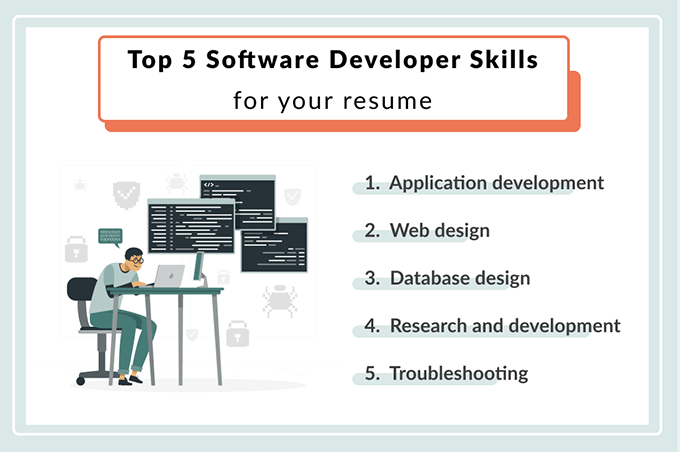 Top 5 Software Developer Skills
for your resume
</>
1. Application development
2. Web design
3. Database design
4. Research and development
5. Troubleshooting